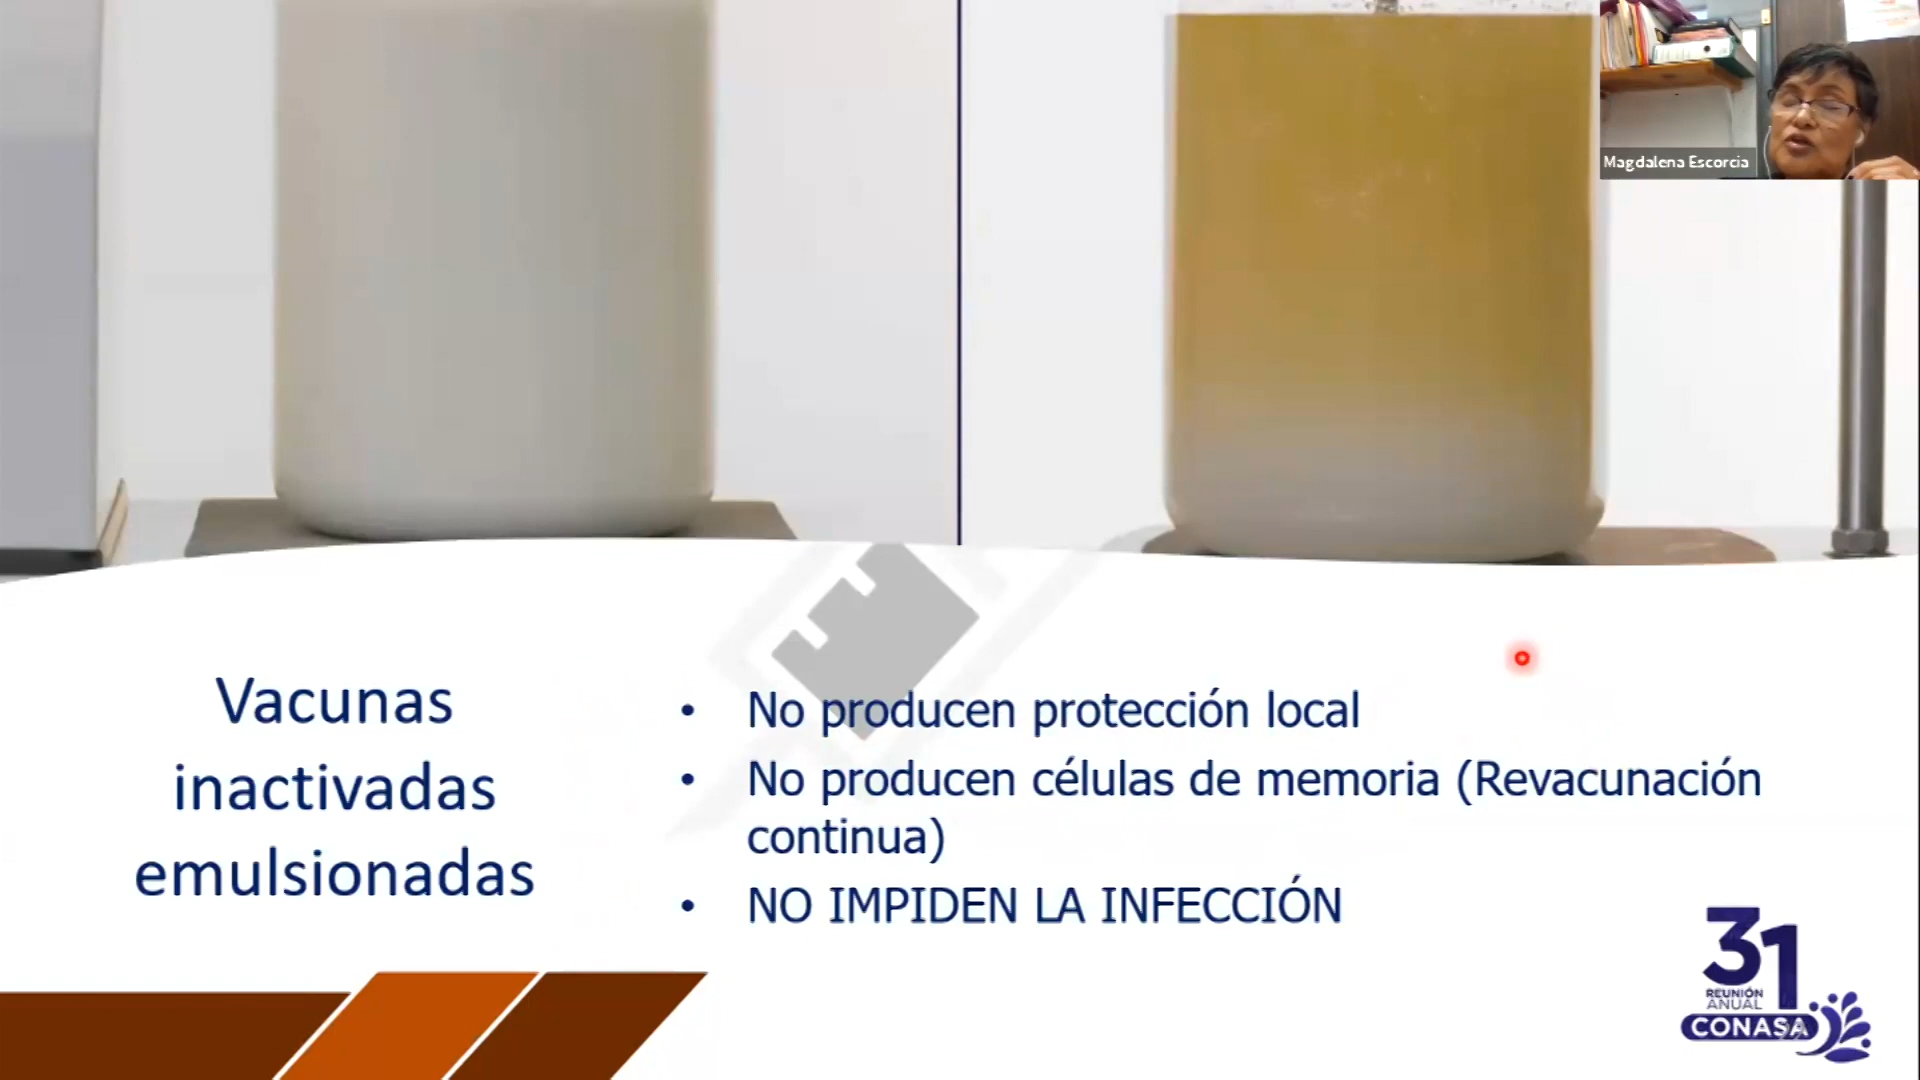 Magdalena Escorcia
Vacunas
inactivadas
emulsionadas
• No producen protección local
• No producen células de memoria (Revacunación
continua)
• NO IMPIDEN LA INFECCIÓN
31
REUNIÓN
ANUAL
CONASA